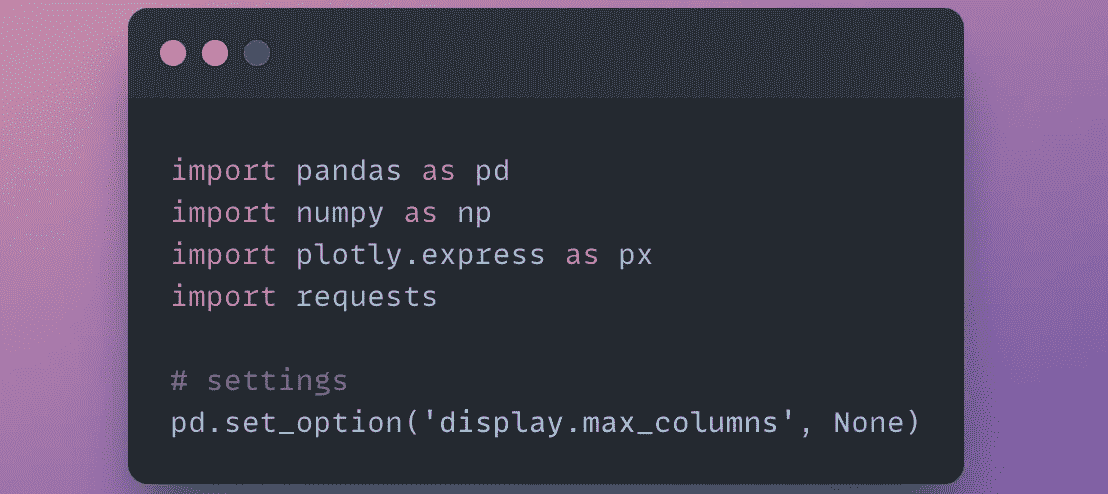 import pandas as pd
import numpy as np
import plotly.express as px
import requests
# settings
pd.set_option('display.max_columns', None)